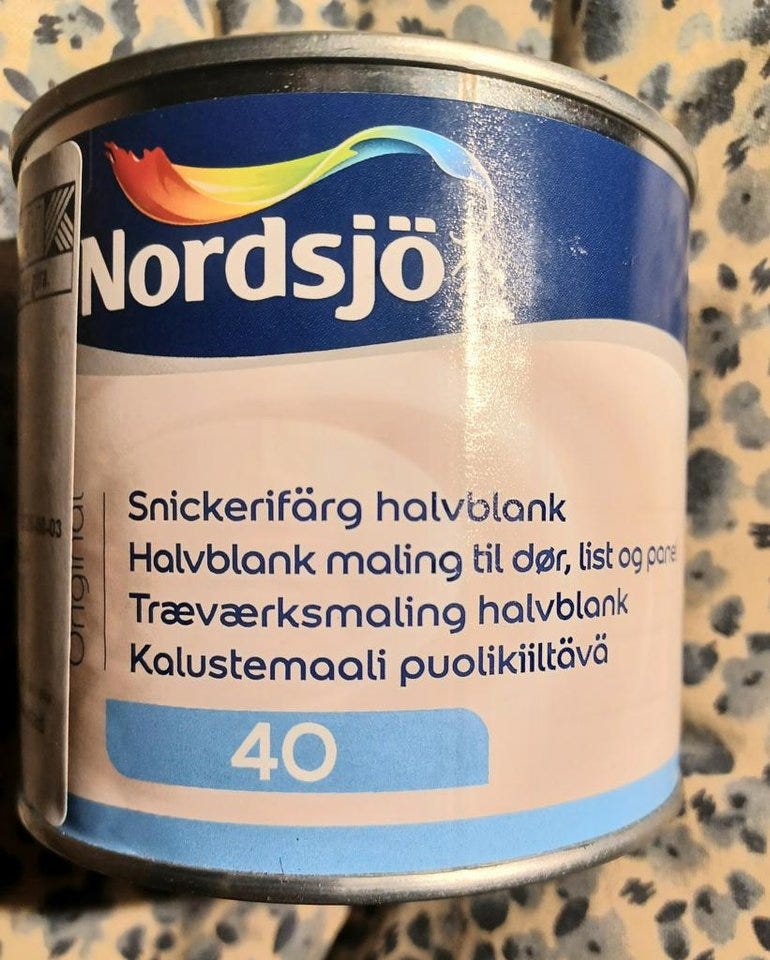 Nordsjö
Original
Snickerifärg halvblank
Halvblank maling til dør, list og panel
Træværksmaling halvblank
Kalustemaali puolikiiltävä
40